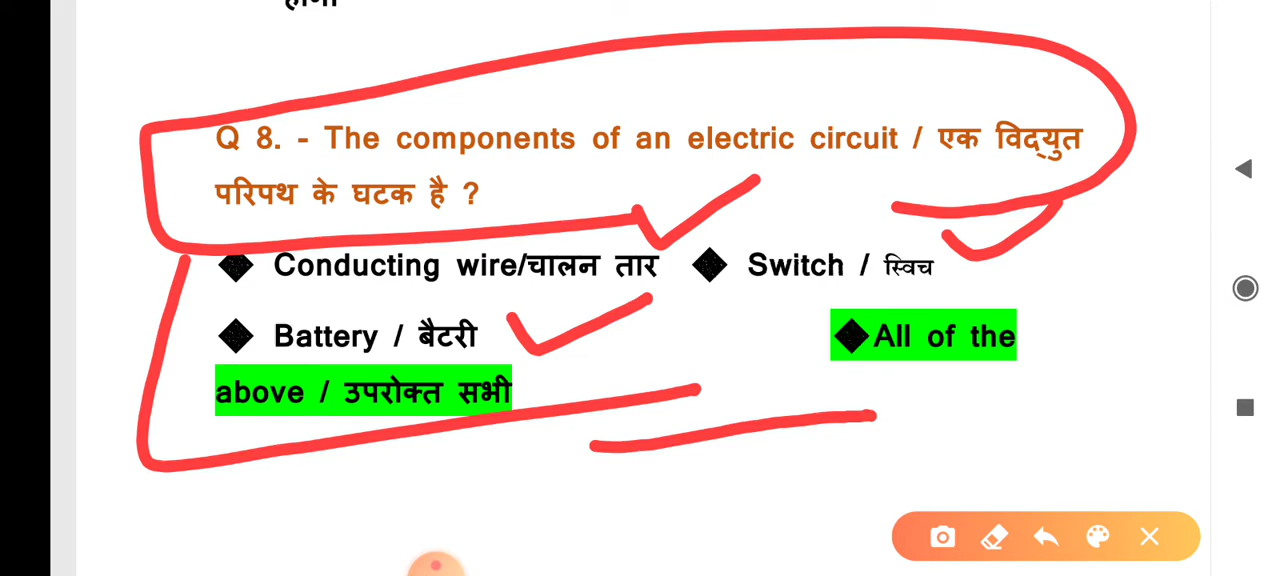 होगा
Q 8. - The components of an electric circuit / एक विद्युत
परिपथ के घटक है ?
◆ Conducting wire/चालन तार ◆ Switch / स्विच
◆ Battery / बैटरी ◆ All of the
above / उपरोक्त सभी